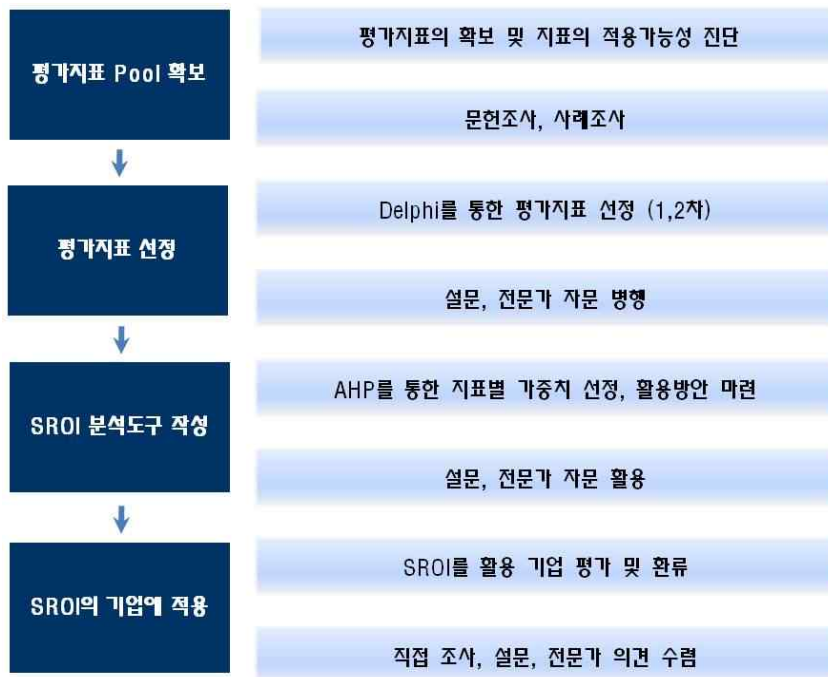 평가지표 Pool 확보
평가지표의 확보 및 지표의 적용가능성 진단
문헌조사, 사례조사
평가지표 선정
Delphi를 통한 평가지표 선정 (1,2차)
설문, 전문가 자문 병행
SROI 분석도구 작성
AHP를 통한 지표별 가중치 선정, 활용방안 마련
설문, 전문가 자문 활용
SROI의 기업에 적용
SROI를 활용 기업 평가 및 환류
직접 조사, 설문, 전문가 의견 수렴